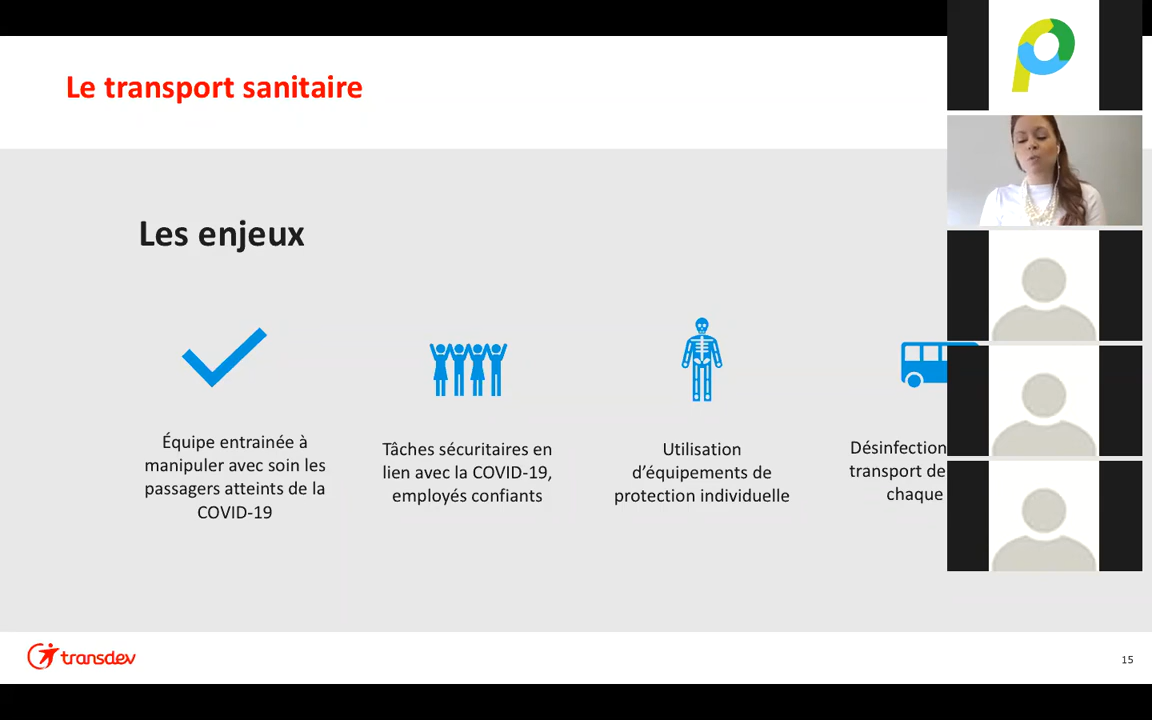 Le transport sanitaire
Les enjeux
Équipe entrainée à
manipuler avec soin les
passagers atteints de la
COVID-19
Tâches sécuritaires en
lien avec la COVID-19,
employés confiants
Utilisation
d'équipements de
protection individuelle
Désinfection
transport de
chaque
transdev
15